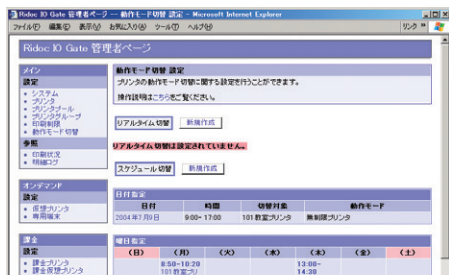 Ridoc IO Gate 管理者ページ -- 動作モード切替 設定 - Microsoft Internet Explorer
ファイル(F) 編集(E) 表示(V) お気に入り(A) ツール(T) ヘルプ(H)
リンク »
Ridoc IO Gate 管理者ページ
メイン
設定
• システム
• プリンタ
• プリンタプール
• プリンタグループ
• 印刷制限
• 動作モード切替
参照
• 印刷状況
• 明細ログ
オンデマンド
設定
• 仮想プリンタ
• 専用端末
課金
設定
• 課金プリンタ
• 課金仮想プリンタ
動作モード切替 設定
プリンタの動作モード切替に関する設定を行うことができます。
操作説明はこちらをご覧ください。
リアルタイム切替 新規作成
リアルタイム切替は設定されていません。
スケジュール切替 新規作成
日付指定
日付 時間 切替対象 動作モード
2004年7月9日 9:00- 17:00 101教室プリンタ 無制限プリンタ
曜日指定
(日) (月) (火) (水) (木) (金) (土)
8:50-10:20 13:00-
101教室プリ 14:30